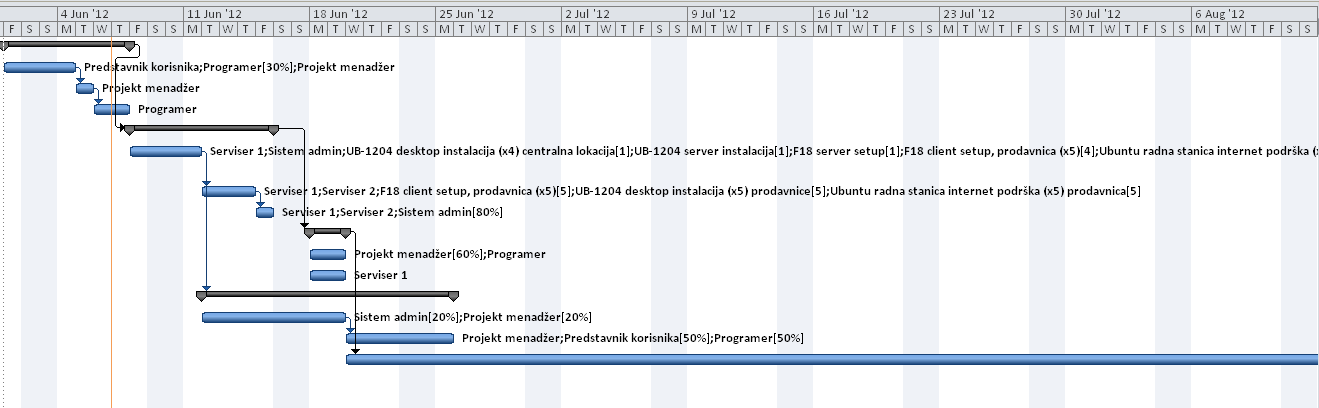 4 Jun '12 11 Jun '12 18 Jun '12 25 Jun '12 2 Jul '12 9 Jul '12 16 Jul '12 23 Jul '12 30 Jul '12 6 Aug '12
F S S M T W T F S S M T W T F S S M T W T F S S M T W T F S S M T W T F S S M T W T F S S M T W T F S S M T W T F S S M T W T F S S M T W T F S S
Predstavnik korisnika;Programer[30%];Projekt menadžer
Projekt menadžer
Programer
Serviser 1;Sistem admin;UB-1204 desktop instalacija (x4) centralna lokacija[1];UB-1204 server instalacija[1];F18 server setup[1];F18 client setup, prodavnica (x5)[4];Ubuntu radna stanica internet podrška
Serviser 1;Serviser 2;F18 client setup, prodavnica (x5)[5];UB-1204 desktop instalacija (x5) prodavnice[5];Ubuntu radna stanica internet podrška (x5) prodavnica[5]
Serviser 1;Serviser 2;Sistem admin[80%]
Projekt menadžer[60%];Programer
Serviser 1
Sistem admin[20%];Projekt menadžer[20%]
Projekt menadžer;Predstavnik korisnika[50%];Programer[50%]